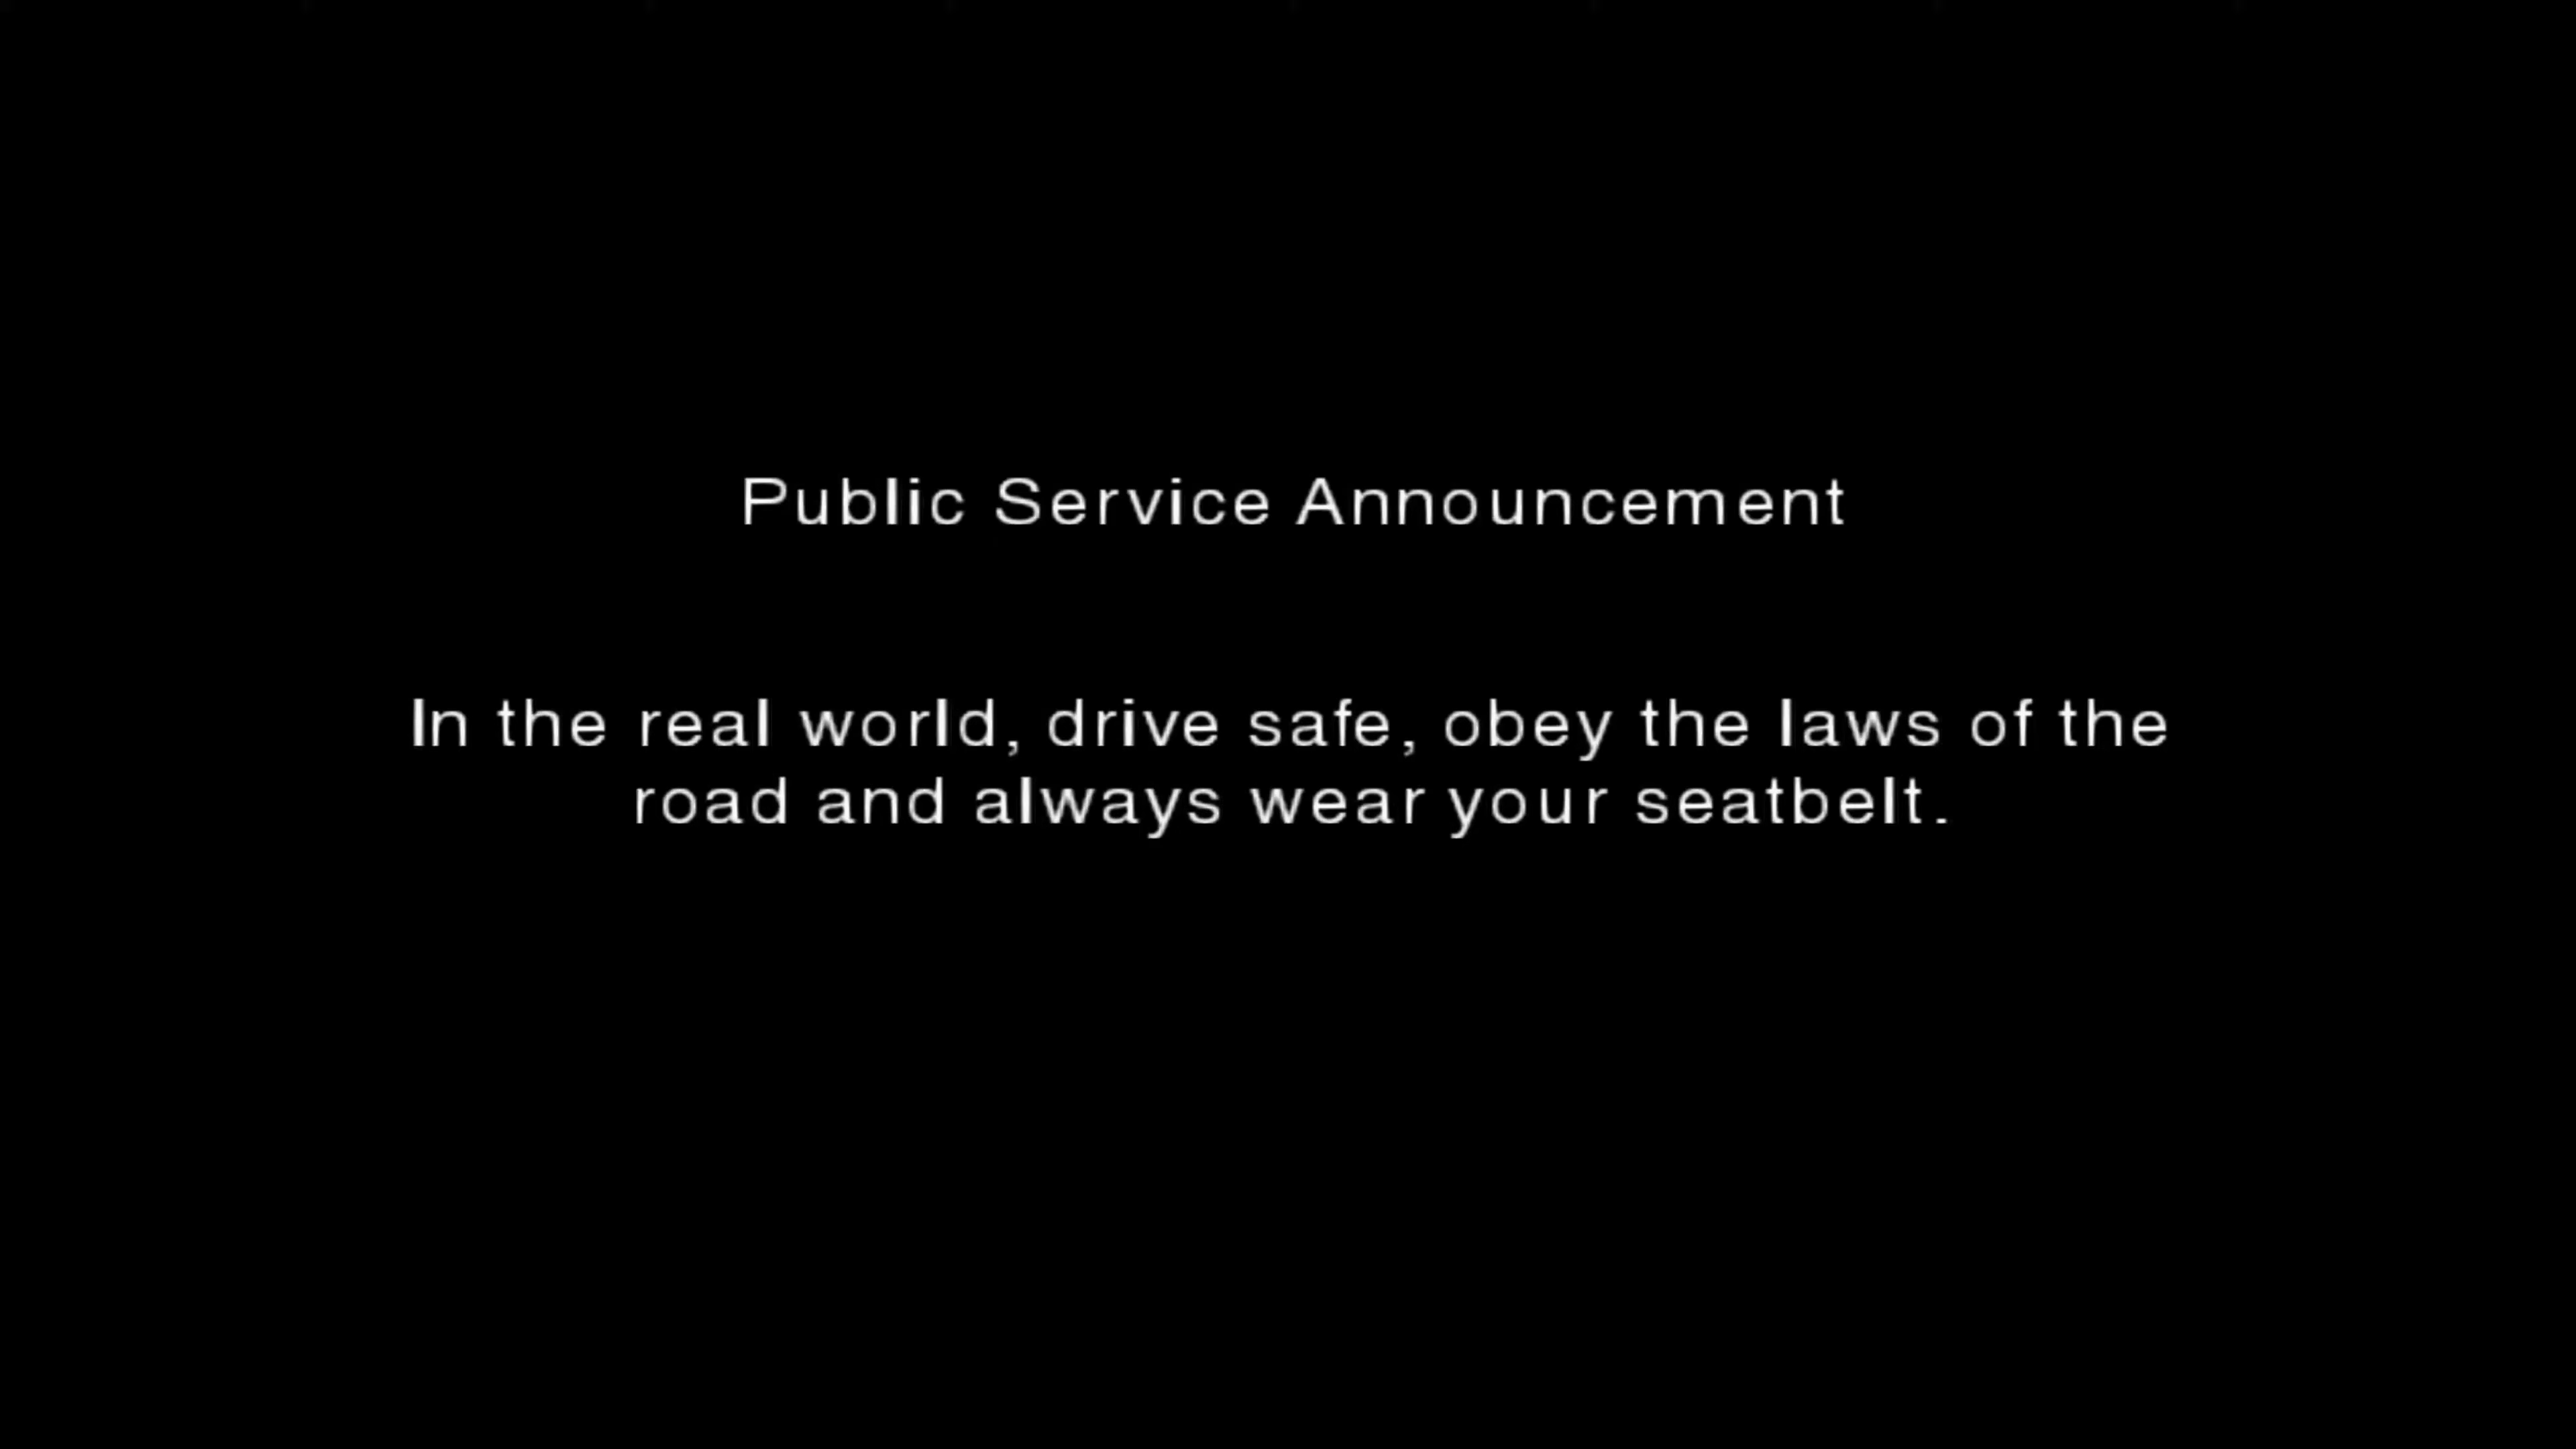 Public Service Announcement
In the real world, drive safe, obey the laws of the
road and always wear your seatbelt.